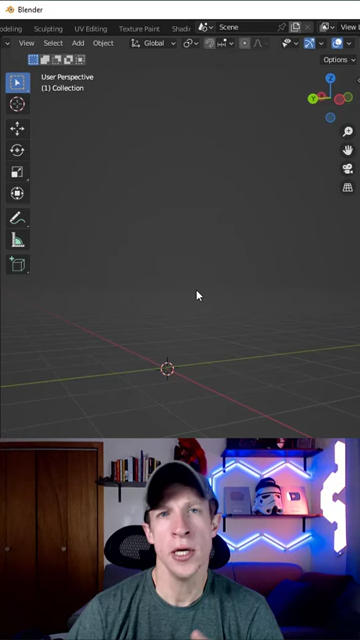 Blender
odeling Sculpting UV Editing Texture Paint Shadi Scene View L
View Select Add Object Global
Options
User Perspective
(1) Collection
Z
Y